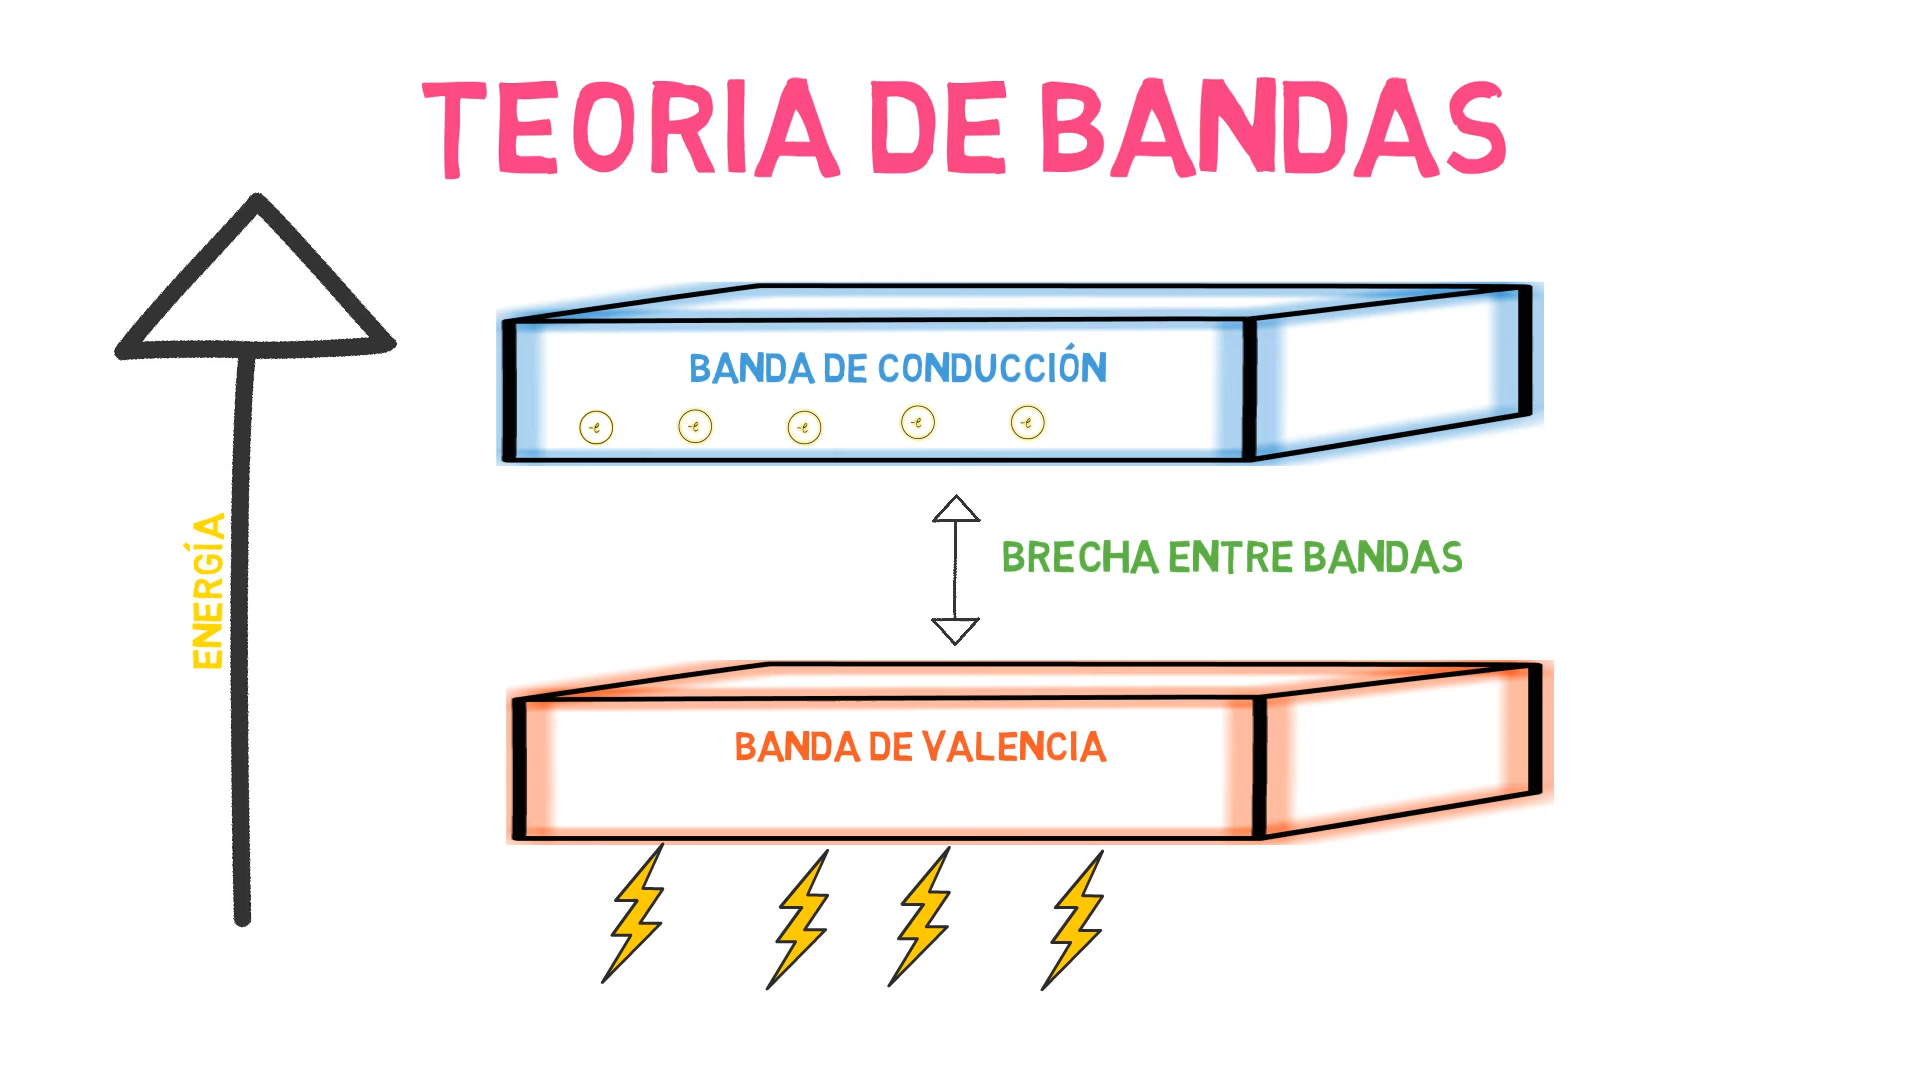 TEORIA DE BANDAS
BANDA DE CONDUCCIÓN
-e -e -e -e -e
ENERGÍA
BRECHA ENTRE BANDAS
BANDA DE VALENCIA